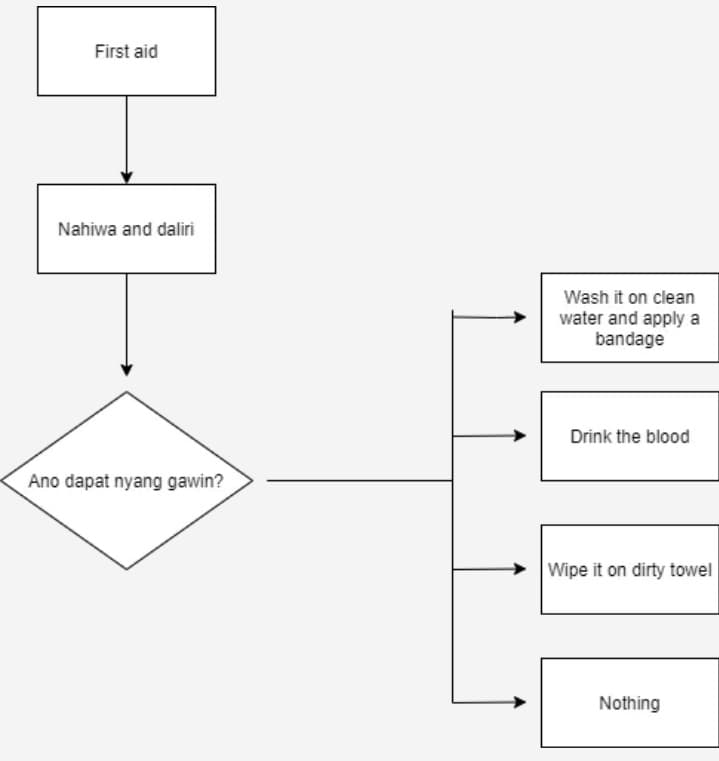 First aid
Nahiwa and daliri
Ano dapat nyang gawin?
Wash it on clean
water and apply a
bandage
Drink the blood
Wipe it on dirty towel
Nothing